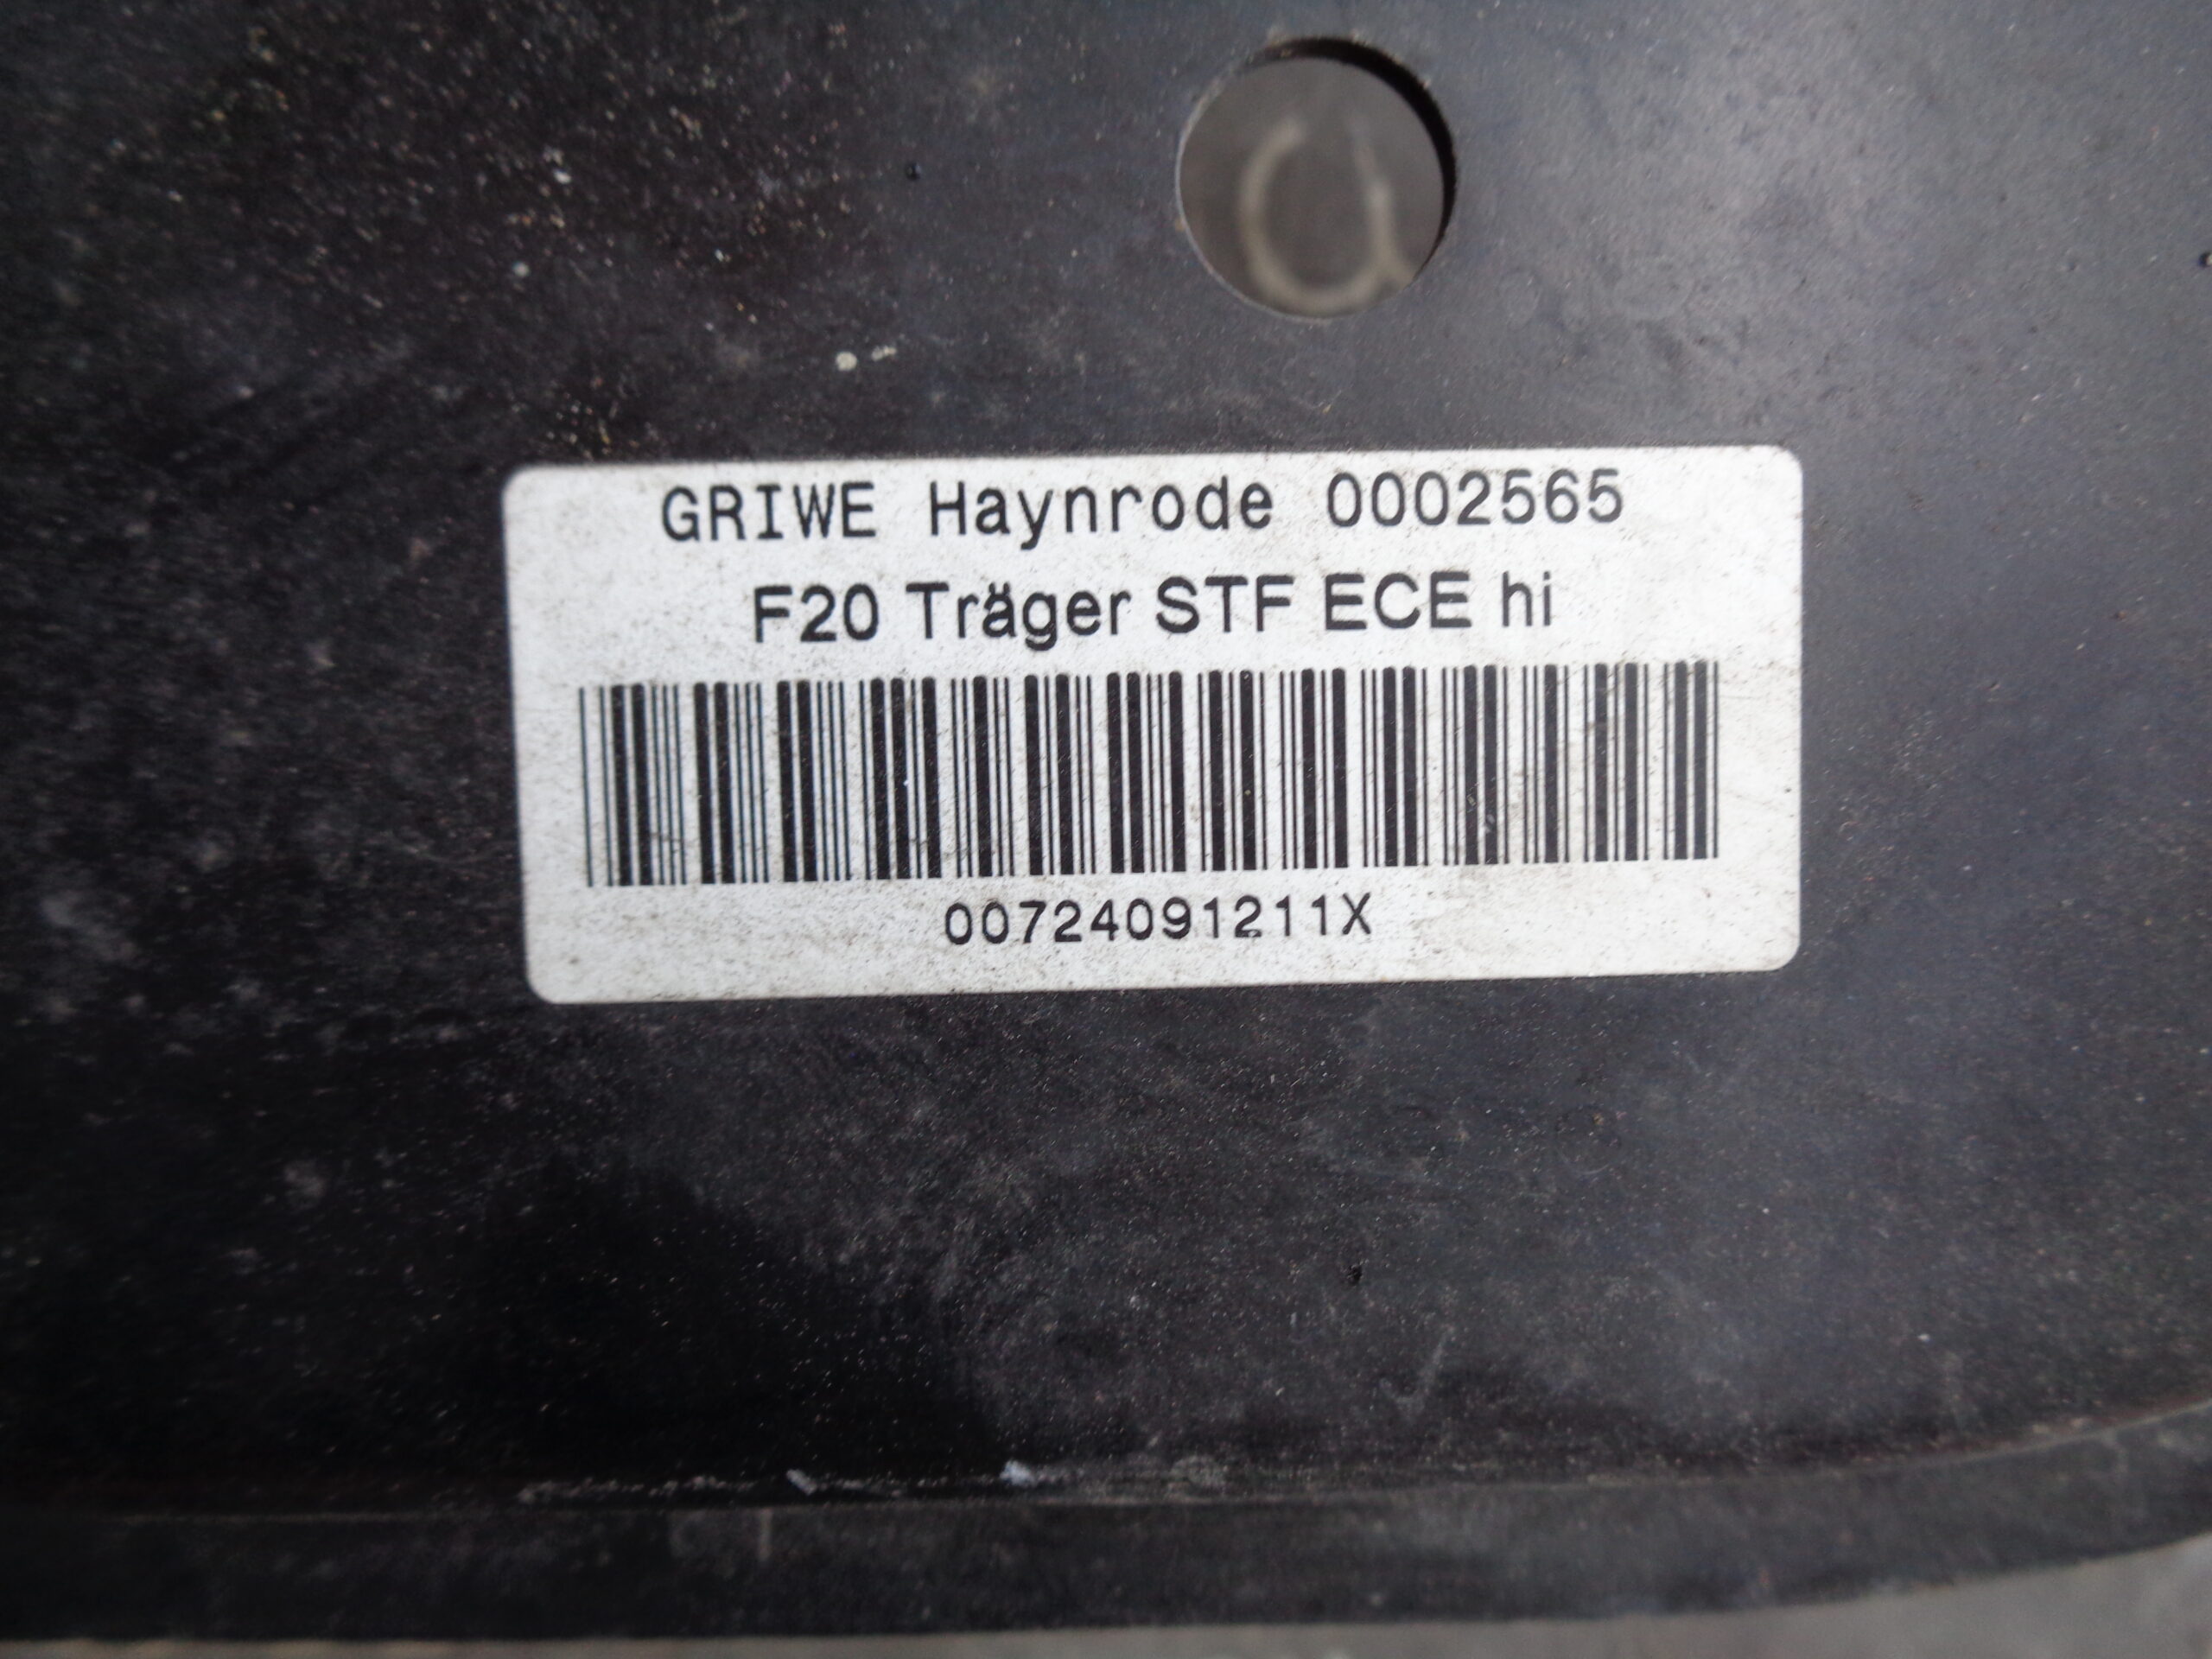 GRIWE Haynrode 0002565
F20 Träger STF ECE hi
00724091211X